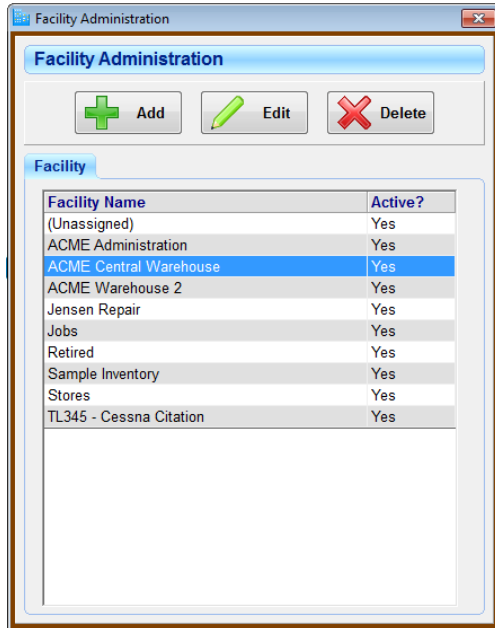 Facility Administration
Facility Administration
Add Edit Delete
Facility
Facility Name Active?
(Unassigned) Yes
ACME Administration Yes
ACME Central Warehouse Yes
ACME Warehouse 2 Yes
Jensen Repair Yes
Jobs Yes
Retired Yes
Sample Inventory Yes
Stores Yes
TL345 - Cessna Citation Yes